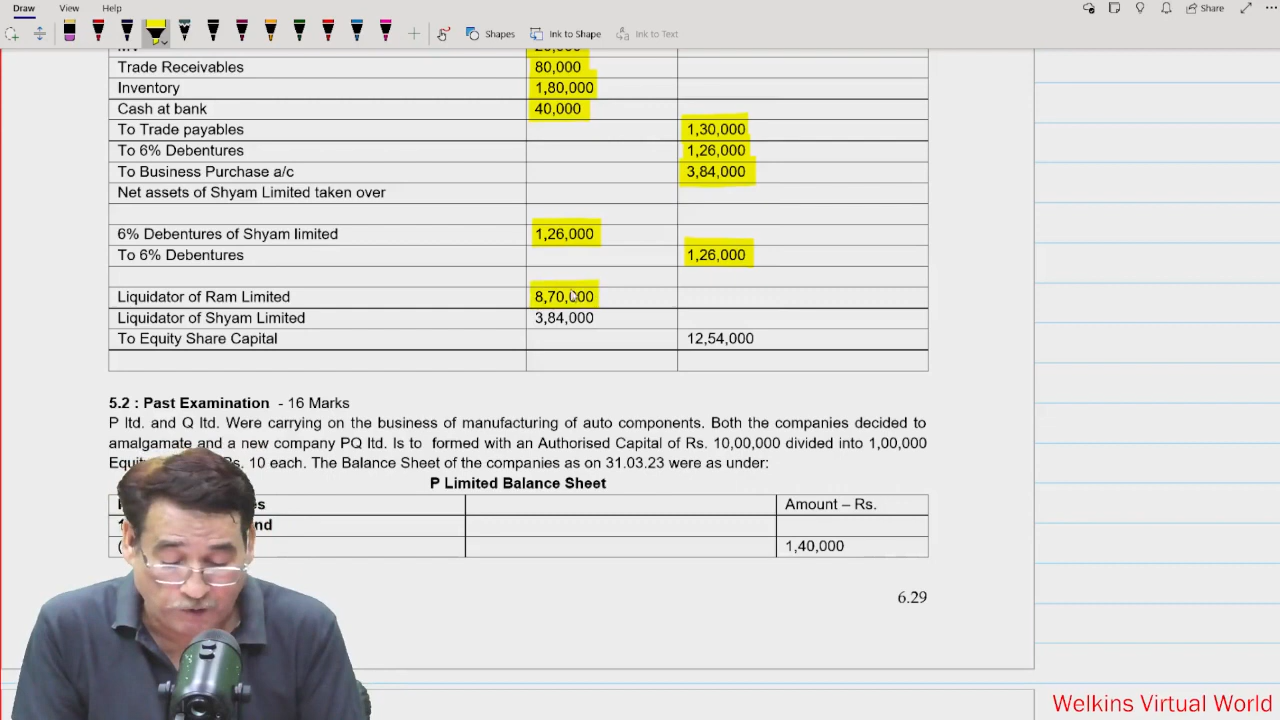 Draw View Help
Share
Shapes Ink to Shape Ink to Text
Trade Receivables 80,000
Inventory 1,80,000
Cash at bank 40,000
To Trade payables 1,30,000
To 6% Debentures 1,26,000
To Business Purchase a/c 3,84,000
Net assets of Shyam Limited taken over
6% Debentures of Shyam limited 1,26,000
To 6% Debentures 1,26,000
Liquidator of Ram Limited 8,70,000
Liquidator of Shyam Limited 3,84,000
To Equity Share Capital 12,54,000
5.2 : Past Examination - 16 Marks
P ltd. and Q ltd. Were carrying on the business of manufacturing of auto components. Both the companies decided to
amalgamate and a new company PQ ltd. Is to formed with an Authorised Capital of Rs. 10,00,000 divided into 1,00,000
10 each. The Balance Sheet of the companies as on 31.03.23 were as under:
P Limited Balance Sheet
Amount – Rs.
1,40,000
6.29
Welkins Virtual World